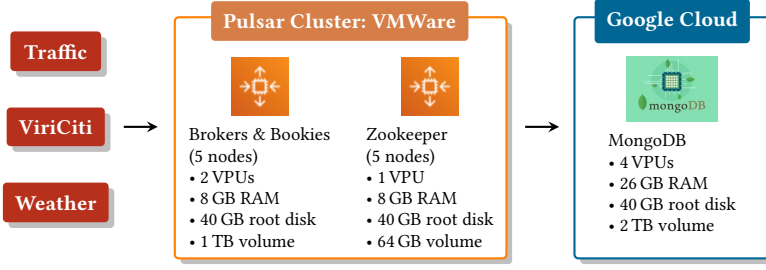 Traffic
ViriCiti
Weather
Pulsar Cluster: VMWare
Brokers & Bookies
(5 nodes)
• 2 VPUs
• 8 GB RAM
• 40 GB root disk
• 1 TB volume
Zookeeper
(5 nodes)
• 1 VPU
• 8 GB RAM
• 40 GB root disk
• 64 GB volume
Google Cloud
mongoDB
MongoDB
• 4 VPUs
• 26 GB RAM
• 40 GB root disk
• 2 TB volume